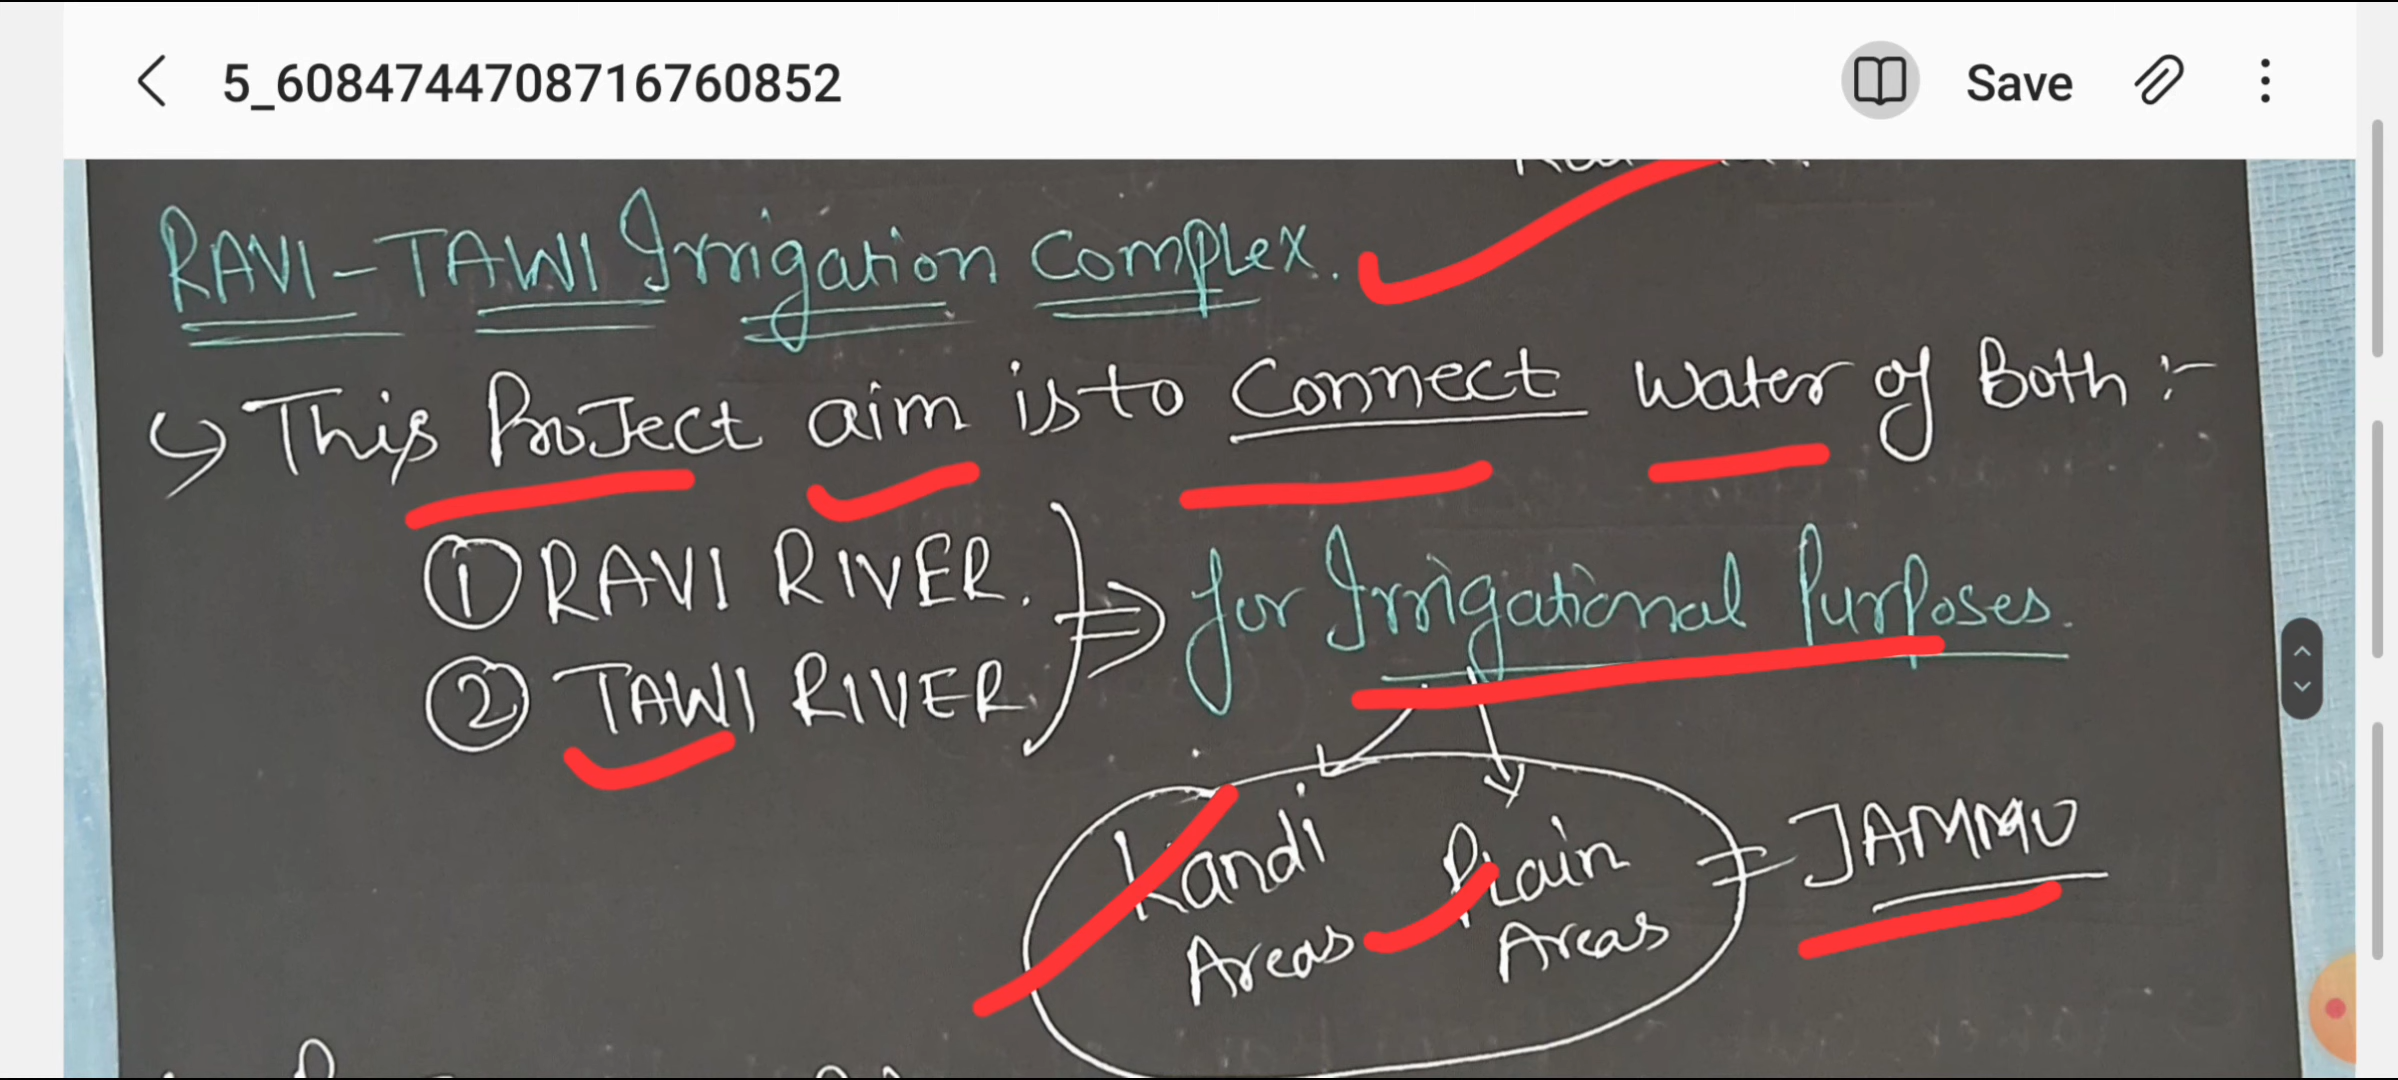 5_6084744708716760852
Save
RAVI-TAWI Irrigation Complex.
↳ This Project aim is to Connect water of Both :-
① RAVI RIVER.
② TAWI RIVER
⇒ for Irrigational Purposes.
Kandi Areas
Plain Areas
= JAMMU